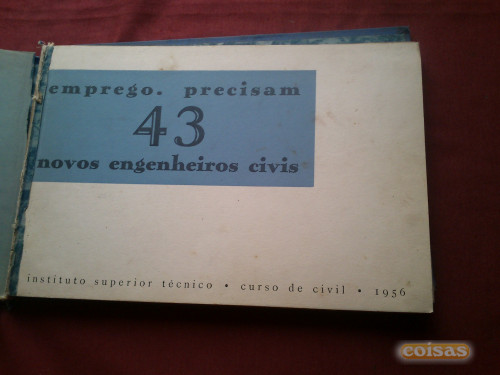 emprego. precisam
43
novos engenheiros civis
instituto superior técnico • curso de civil • 1956
coisas